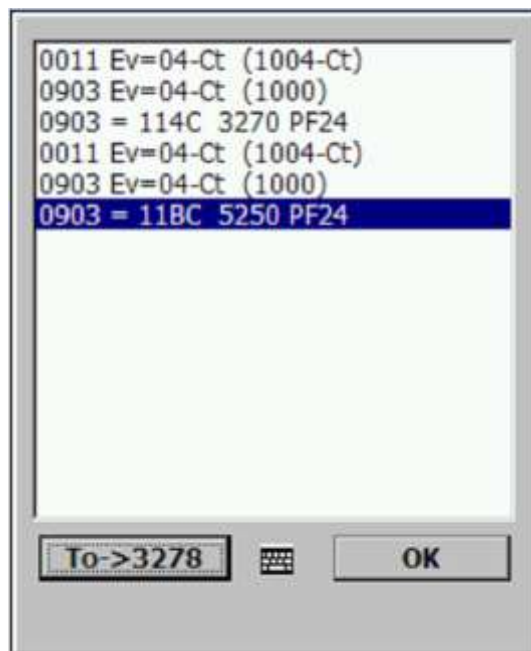 0011 Ev=04-Ct (1004-Ct)
0903 Ev=04-Ct (1000)
0903 = 114C 3270 PF24
0011 Ev=04-Ct (1004-Ct)
0903 Ev=04-Ct (1000)
0903 = 11BC 5250 PF24
To->3278
OK